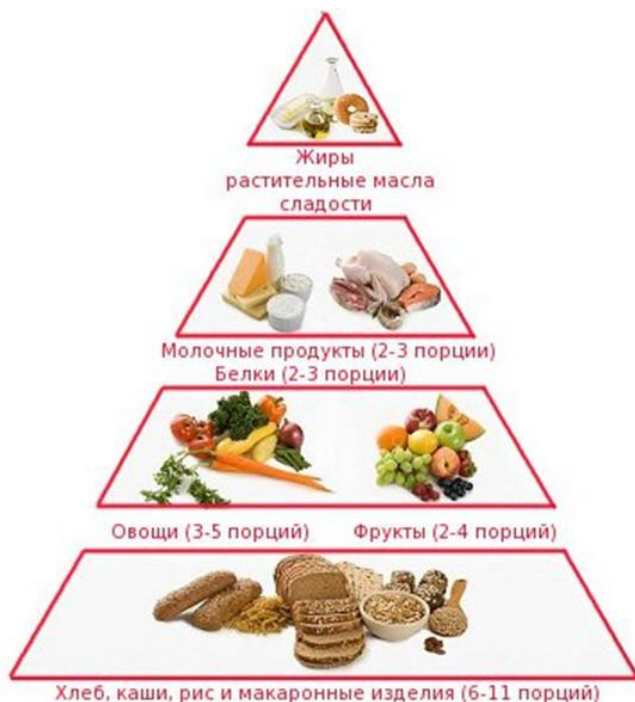 Жиры
растительные масла
сладости
Молочные продукты (2-3 порции)
Белки (2-3 порции)
Овощи (3-5 порций) Фрукты (2-4 порций)
Хлеб, каши, рис и макаронные изделия (6-11 порций)